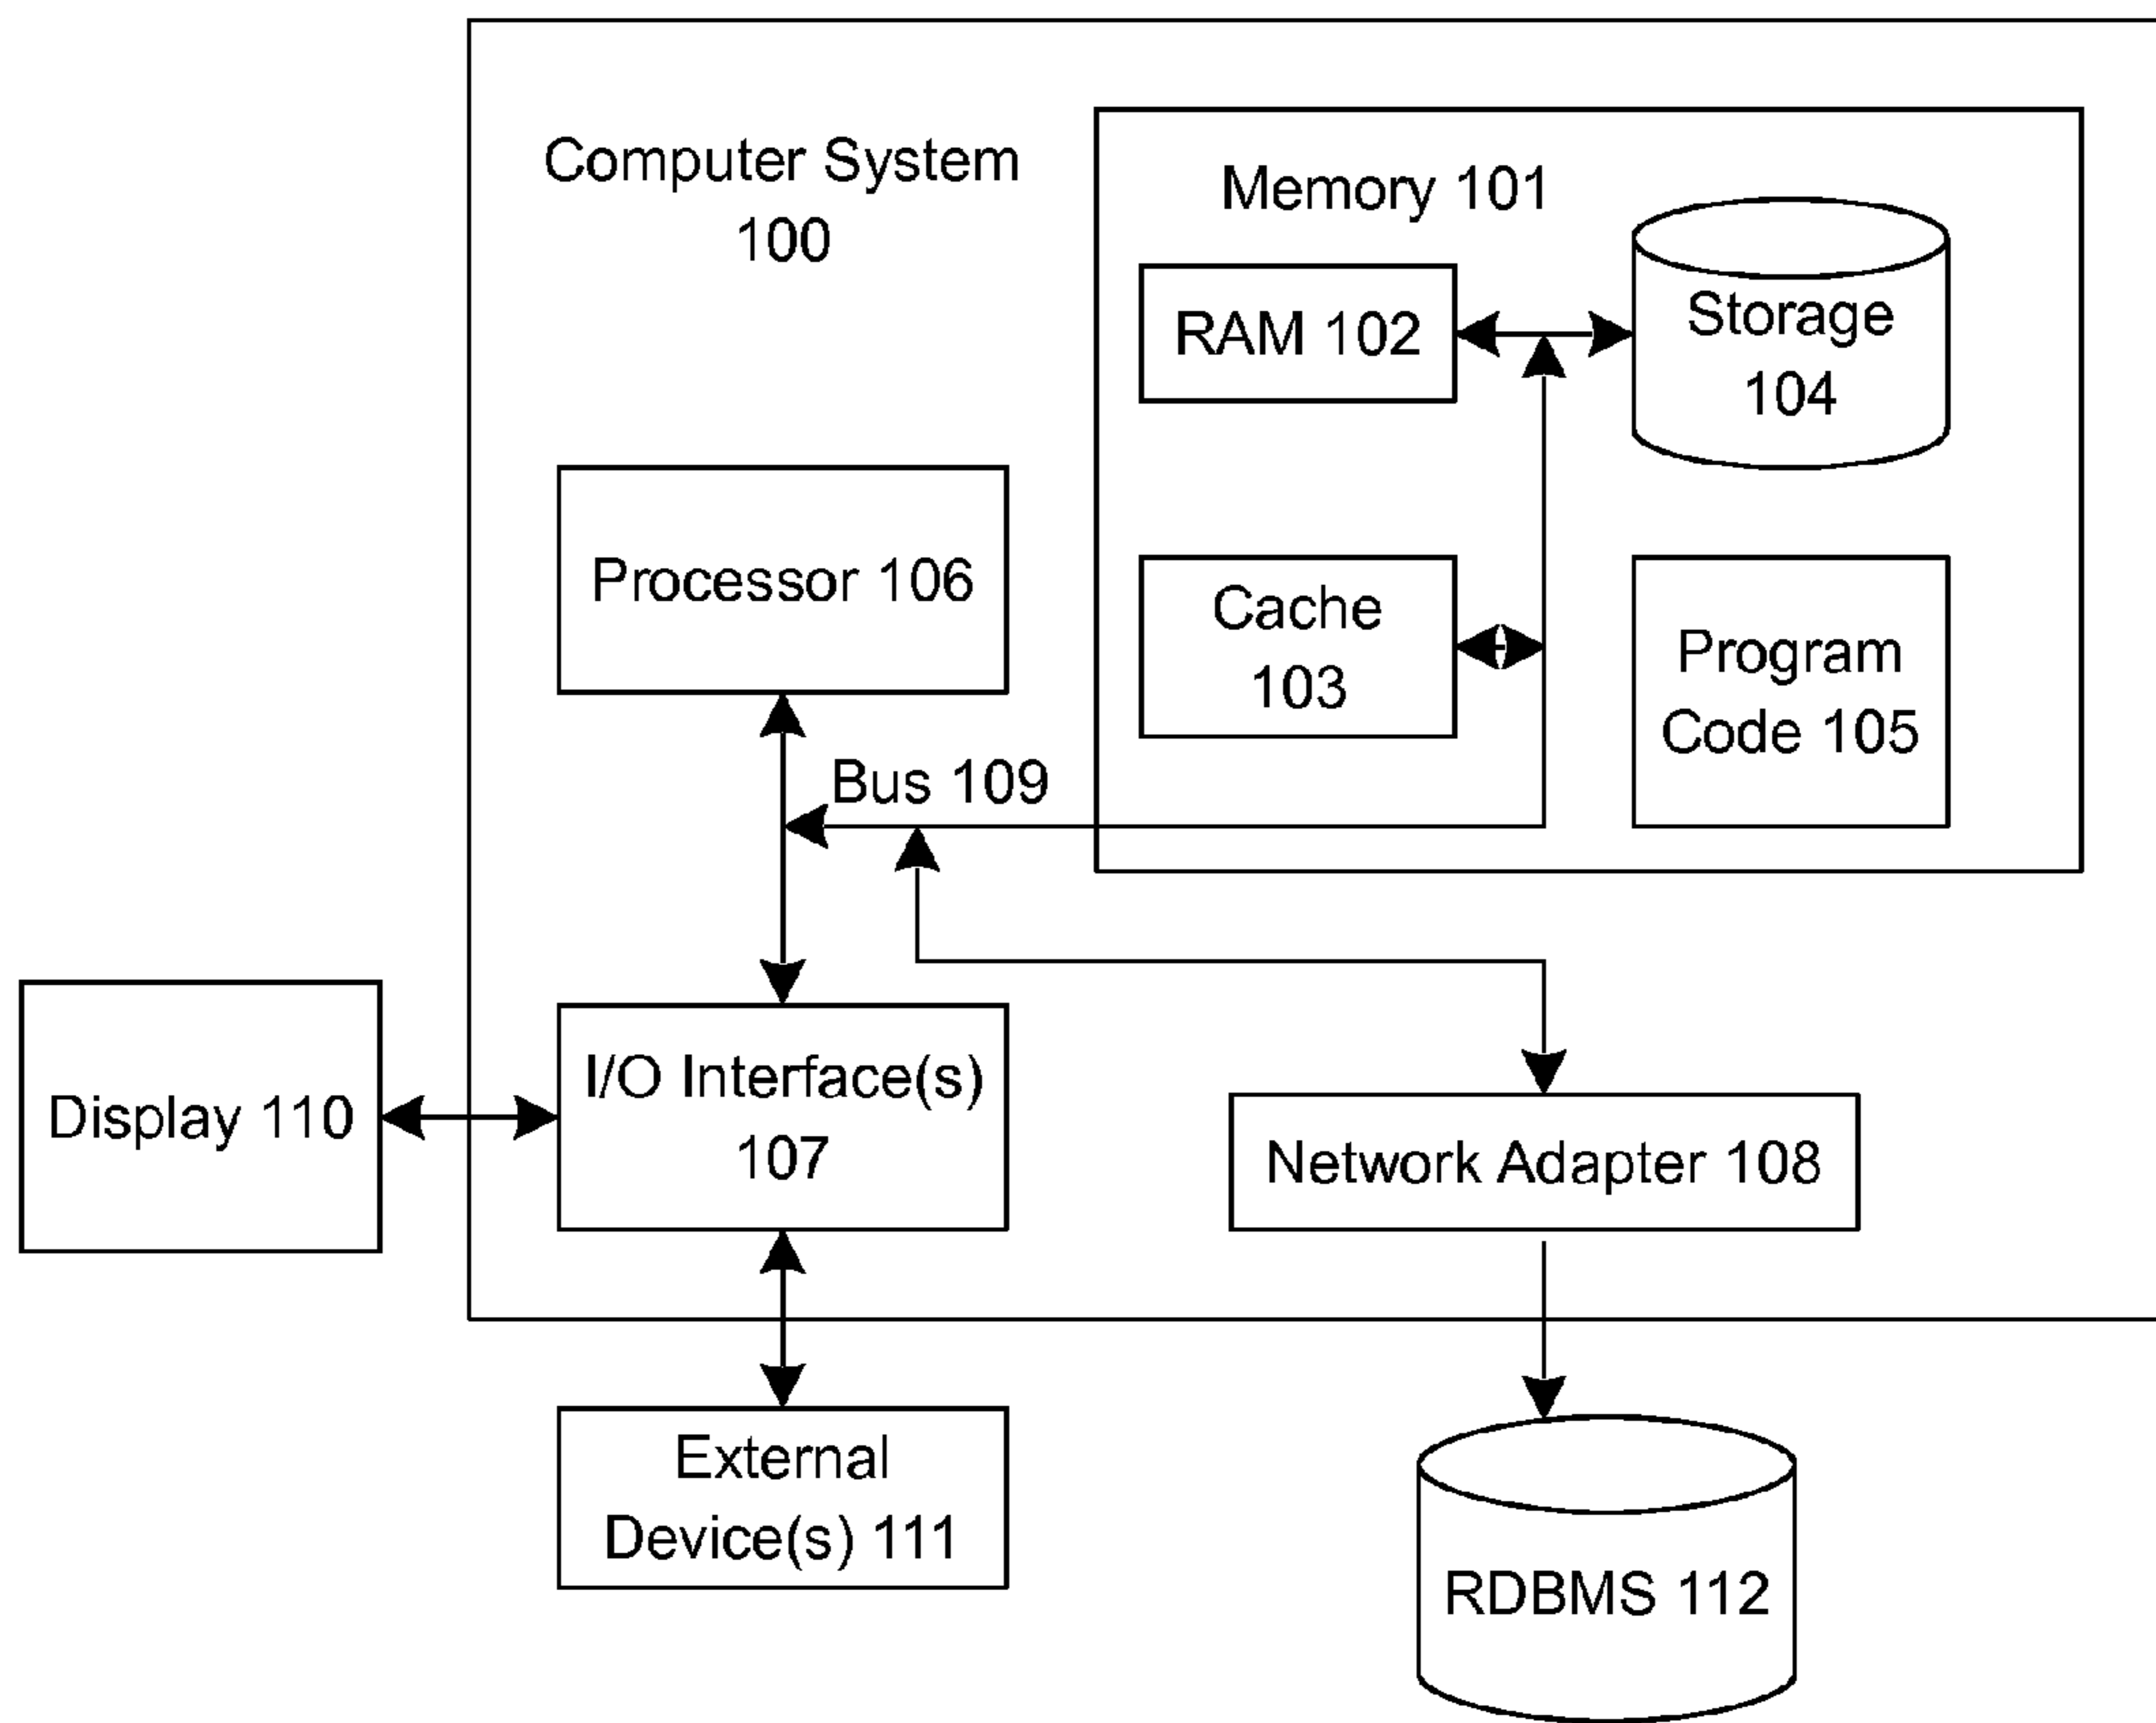 Computer System
100
Memory 101
RAM 102
Storage
104
Processor 106
Cache
103
Program
Code 105
Bus 109
Display 110
I/O Interface(s)
107
Network Adapter 108
External
Device(s) 111
RDBMS 112